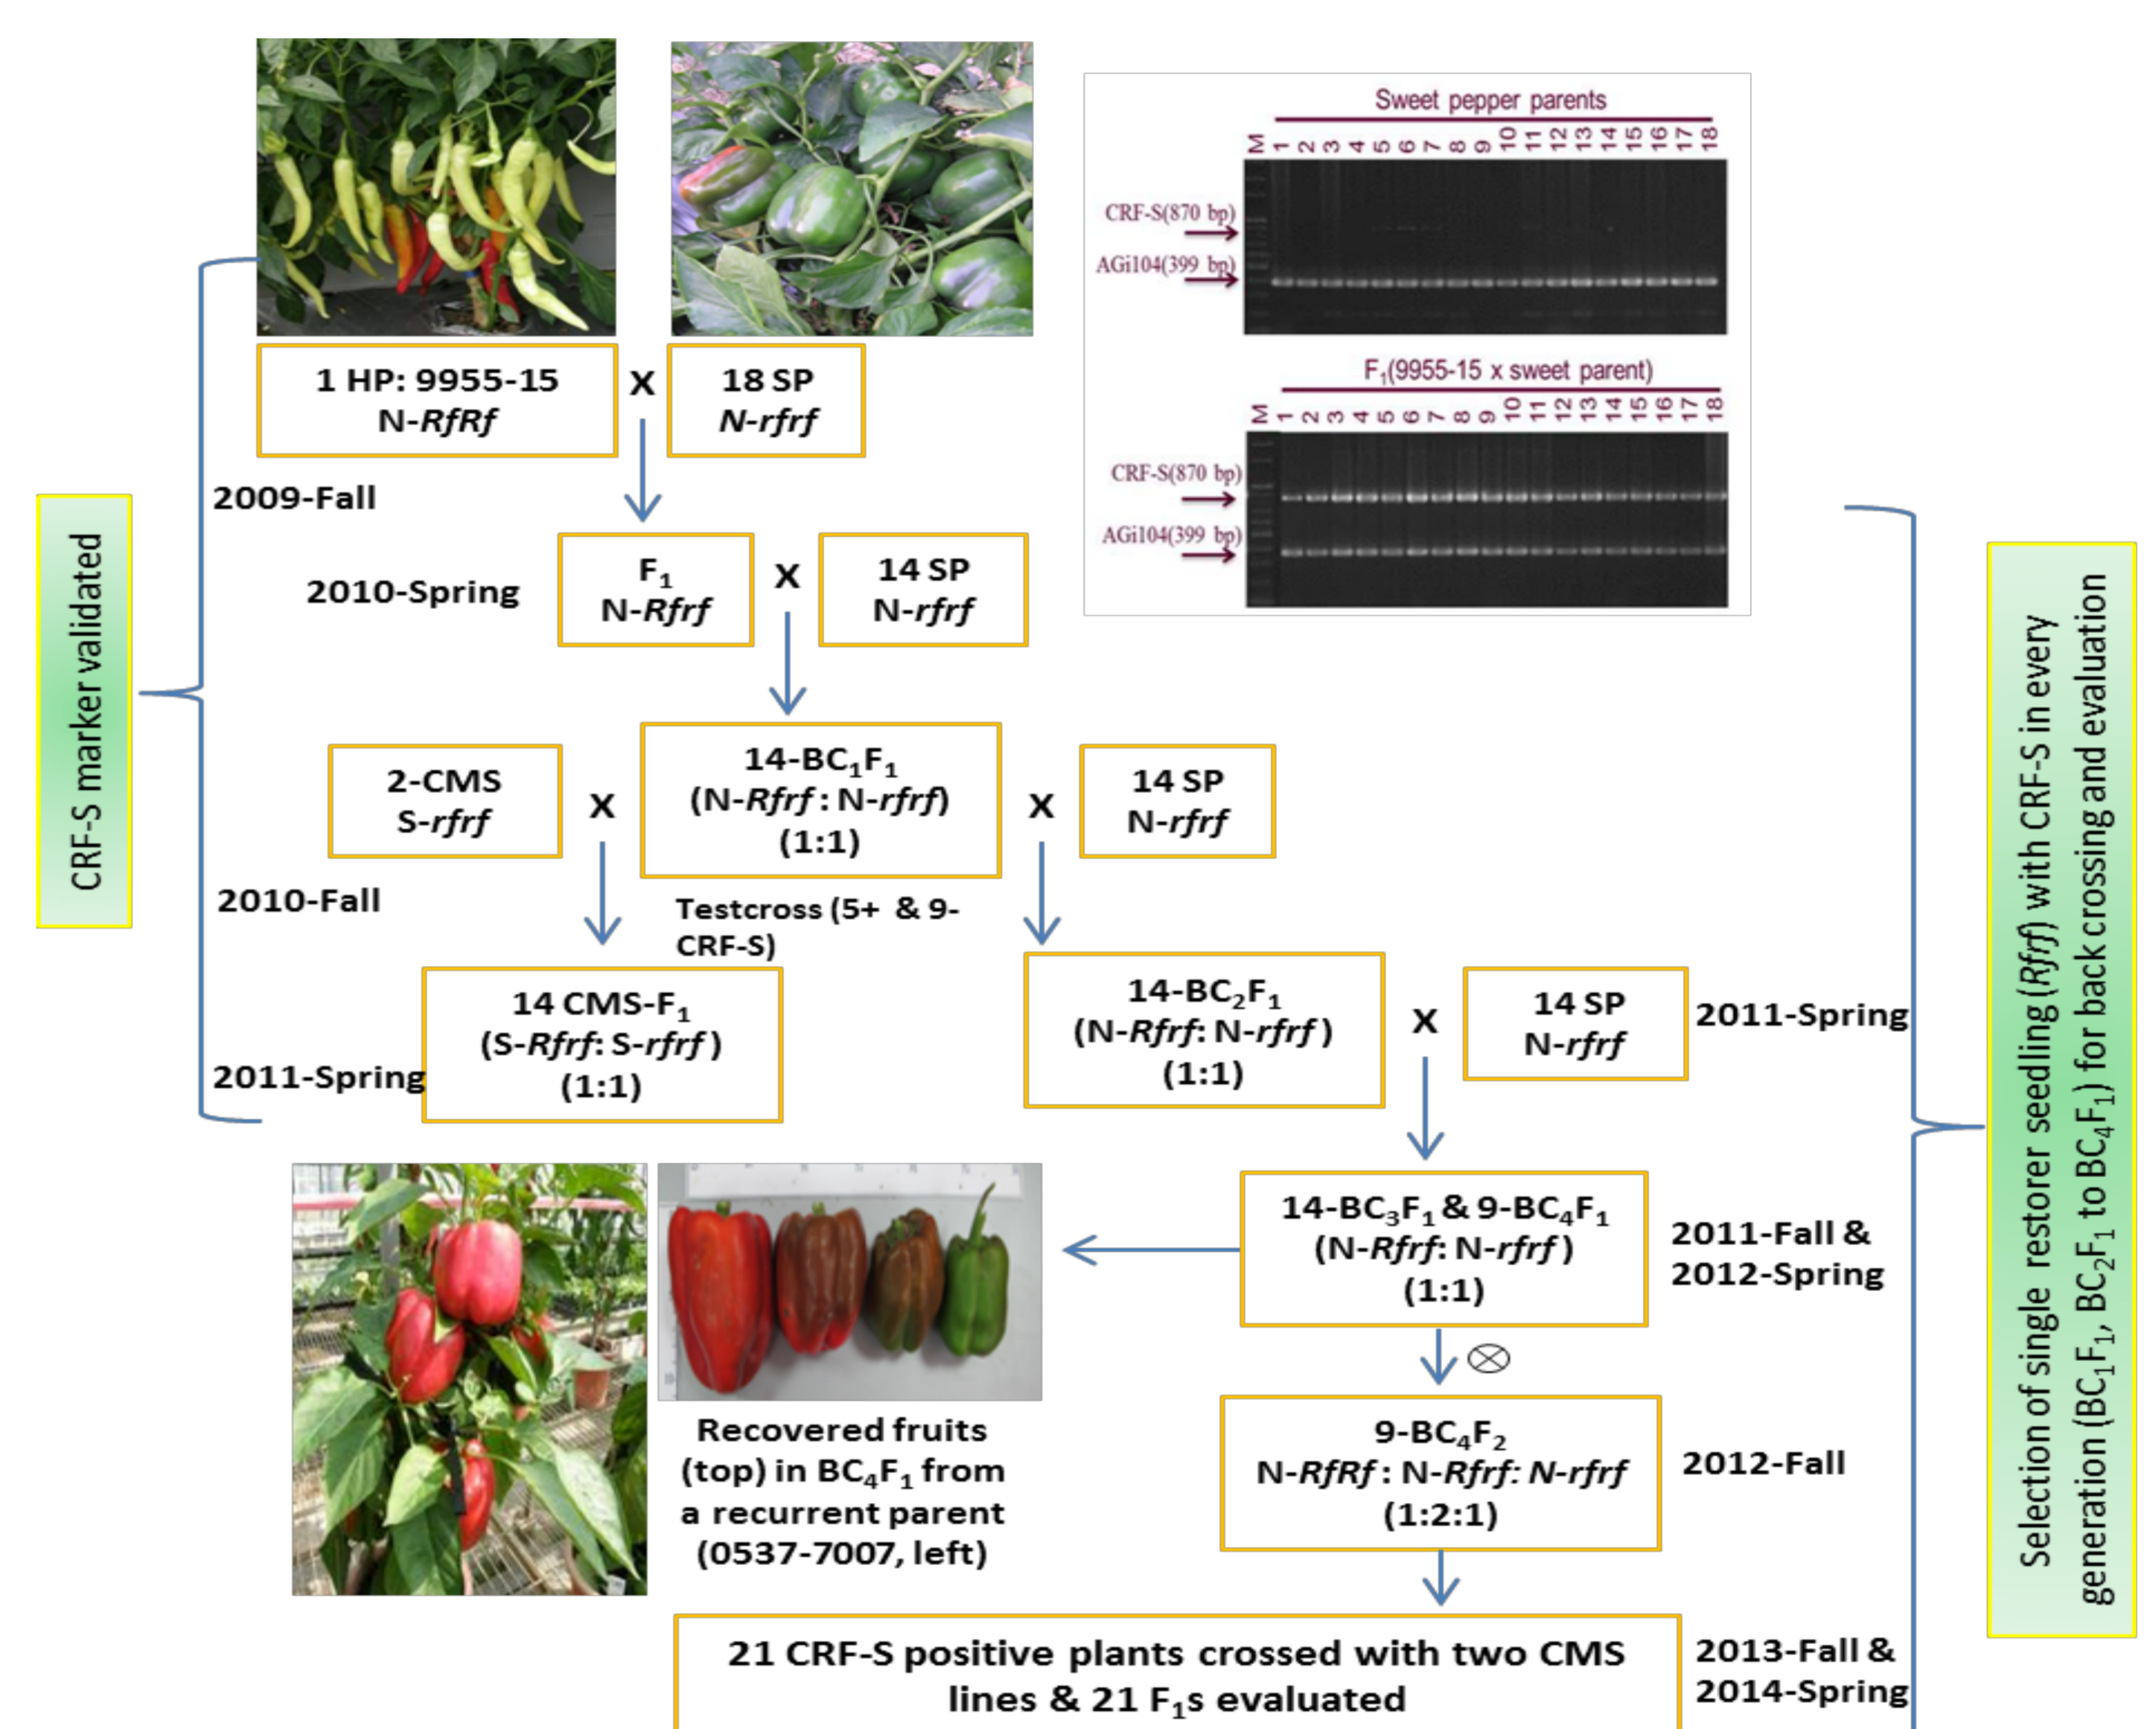 Sweet pepper parents
M 1 2 3 4 5 6 7 8 9 10 11 12 13 14 15 16 17 18
CRF-S(870 bp)
AGi104(399 bp)
F₁(9955-15 x sweet parent)
M 1 2 3 4 5 6 7 8 9 10 11 12 13 14 15 16 17 18
CRF-S(870 bp)
AGi104(399 bp)
1 HP: 9955-15
N-RfRf
X
18 SP
N-rfrf
2009-Fall
CRF-S marker validated
2010-Spring
F₁
N-Rfrf
X
14 SP
N-rfrf
2-CMS
S-rfrf
X
14-BC₁F₁
(N-Rfrf : N-rfrf)
(1:1)
X
14 SP
N-rfrf
2010-Fall
Testcross (5+ & 9-
CRF-S)
2011-Spring
14 CMS-F₁
(S-Rfrf: S-rfrf )
(1:1)
14-BC₂F₁
(N-Rfrf: N-rfrf )
(1:1)
X
14 SP
N-rfrf
2011-Spring
14-BC₃F₁ & 9-BC₄F₁
(N-Rfrf: N-rfrf )
(1:1)
2011-Fall &
2012-Spring
Recovered fruits
(top) in BC₄F₁ from
a recurrent parent
(0537-7007, left)
9-BC₄F₂
N-RfRf : N-Rfrf: N-rfrf
(1:2:1)
2012-Fall
21 CRF-S positive plants crossed with two CMS
lines & 21 F₁s evaluated
2013-Fall &
2014-Spring
Selection of single restorer seedling (Rfrf) with CRF-S in every
generation (BC₁F₁, BC₂F₁ to BC₄F₁) for back crossing and evaluation